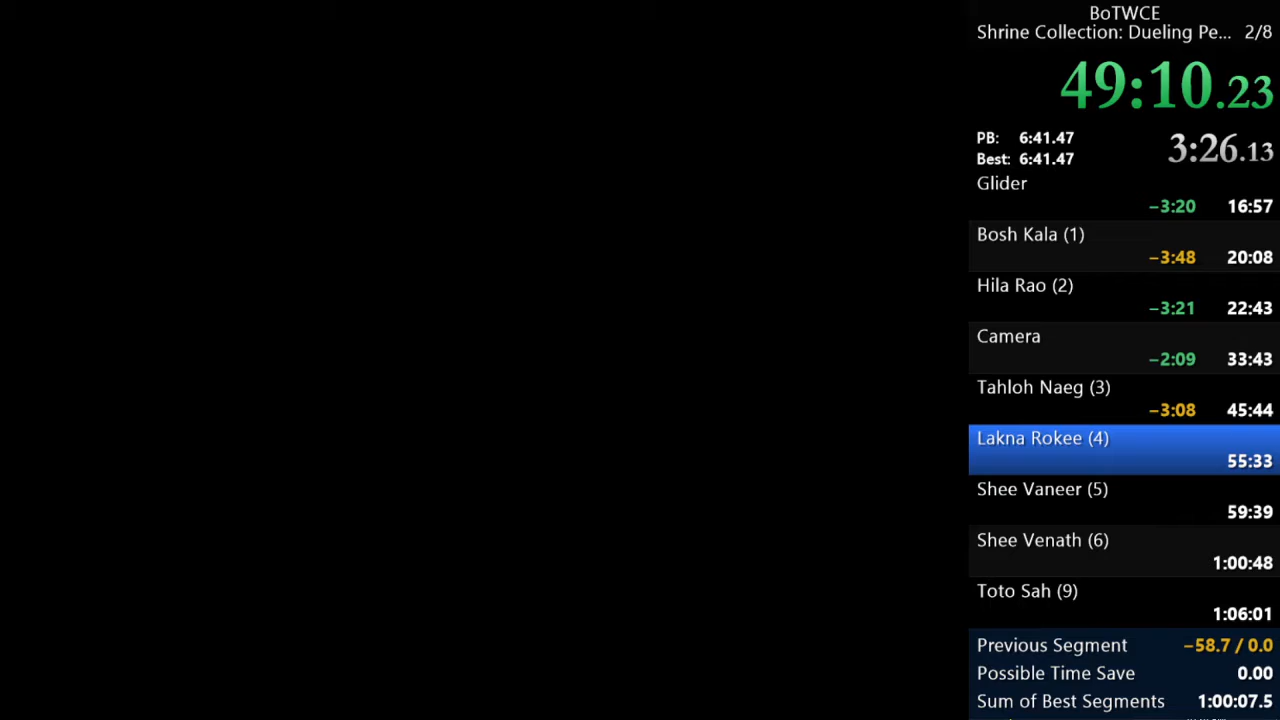 BoTWCE
Shrine Collection: Dueling Pe... 2/8
49:10.23
PB: 6:41.47
3:26.13
Best: 6:41.47
Glider
−3:20 16:57
Bosh Kala (1)
−3:48 20:08
Hila Rao (2)
−3:21 22:43
Camera
−2:09 33:43
Tahloh Naeg (3)
−3:08 45:44
Lakna Rokee (4)
55:33
Shee Vaneer (5)
59:39
Shee Venath (6)
1:00:48
Toto Sah (9)
1:06:01
Previous Segment −58.7 / 0.0
Possible Time Save 0.00
Sum of Best Segments 1:00:07.5